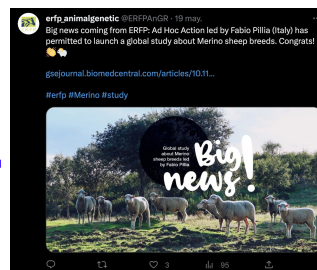 erfp_animalgenetic @ERFPAnGR · 19 may.
Big news coming from ERFP: Ad Hoc Action led by Fabio Pillia (Italy) has
permitted to launch a global study about Merino sheep breeds. Congrats!
👏🐑
gsejournal.biomedcentral.com/articles/10.11...
#erfp #Merino #study
Global study
about Merino
sheep breeds led
by Fabio Pillia
Big
news!
3
95